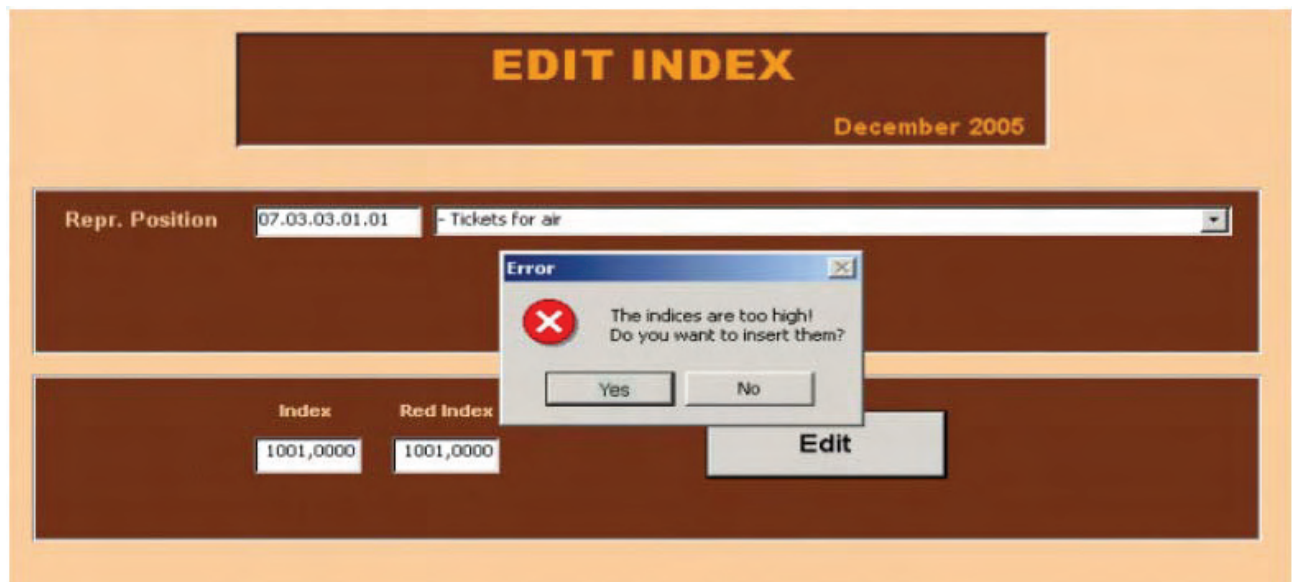 EDIT INDEX
December 2005
Repr. Position 07.03.03.01.01 - Tickets for air
Error
The indices are too high!
Do you want to insert them?
Yes No
Index Red Index
1001,0000 1001,0000
Edit